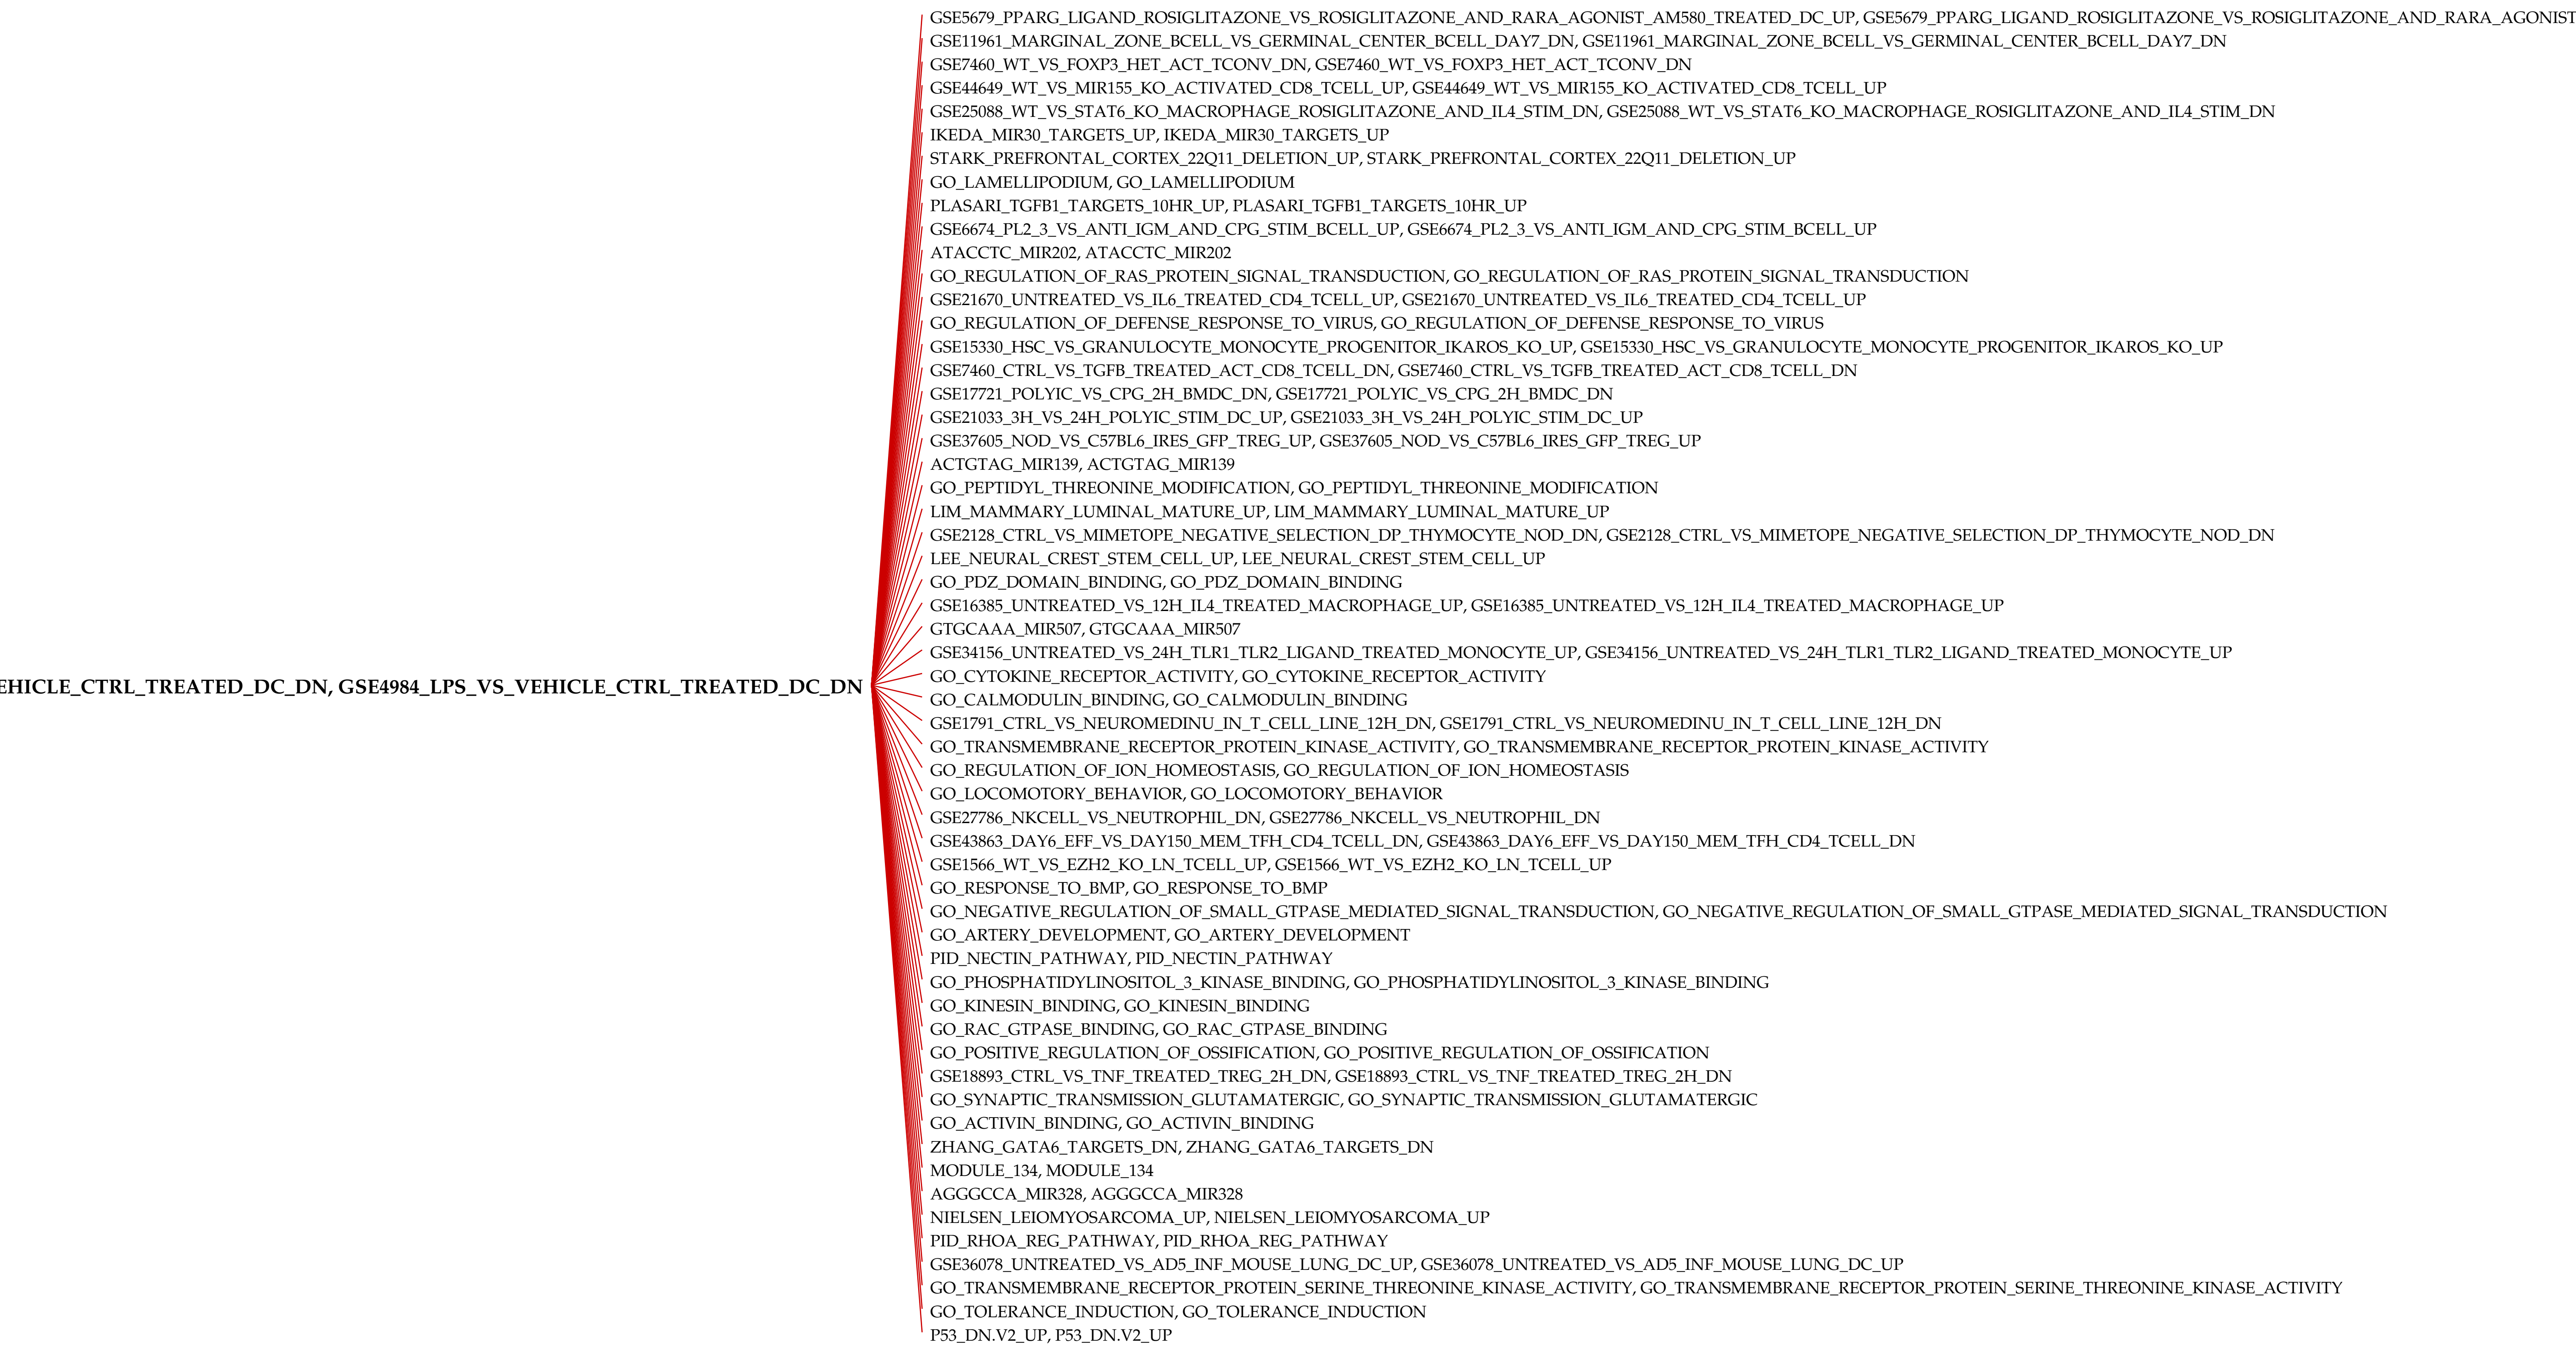 GSE5679_PPARG_LIGAND_ROSIGLITAZONE_VS_ROSIGLITAZONE_AND_RARA_AGONIST_AM580_TREATED_DC_UP, GSE5679_PPARG_LIGAND_ROSIGLITAZONE_VS_ROSIGLITAZONE_AND_RARA_AGONIST
GSE11961_MARGINAL_ZONE_BCELL_VS_GERMINAL_CENTER_BCELL_DAY7_DN, GSE11961_MARGINAL_ZONE_BCELL_VS_GERMINAL_CENTER_BCELL_DAY7_DN
GSE7460_WT_VS_FOXP3_HET_ACT_TCONV_DN, GSE7460_WT_VS_FOXP3_HET_ACT_TCONV_DN
GSE44649_WT_VS_MIR155_KO_ACTIVATED_CD8_TCELL_UP, GSE44649_WT_VS_MIR155_KO_ACTIVATED_CD8_TCELL_UP
GSE25088_WT_VS_STAT6_KO_MACROPHAGE_ROSIGLITAZONE_AND_IL4_STIM_DN, GSE25088_WT_VS_STAT6_KO_MACROPHAGE_ROSIGLITAZONE_AND_IL4_STIM_DN
IKEDA_MIR30_TARGETS_UP, IKEDA_MIR30_TARGETS_UP
STARK_PREFRONTAL_CORTEX_22Q11_DELETION_UP, STARK_PREFRONTAL_CORTEX_22Q11_DELETION_UP
GO_LAMELLIPODIUM, GO_LAMELLIPODIUM
PLASARI_TGFB1_TARGETS_10HR_UP, PLASARI_TGFB1_TARGETS_10HR_UP
GSE6674_PL2_3_VS_ANTI_IGM_AND_CPG_STIM_BCELL_UP, GSE6674_PL2_3_VS_ANTI_IGM_AND_CPG_STIM_BCELL_UP
ATACCTC_MIR202, ATACCTC_MIR202
GO_REGULATION_OF_RAS_PROTEIN_SIGNAL_TRANSDUCTION, GO_REGULATION_OF_RAS_PROTEIN_SIGNAL_TRANSDUCTION
GSE21670_UNTREATED_VS_IL6_TREATED_CD4_TCELL_UP, GSE21670_UNTREATED_VS_IL6_TREATED_CD4_TCELL_UP
GO_REGULATION_OF_DEFENSE_RESPONSE_TO_VIRUS, GO_REGULATION_OF_DEFENSE_RESPONSE_TO_VIRUS
GSE15330_HSC_VS_GRANULOCYTE_MONOCYTE_PROGENITOR_IKAROS_KO_UP, GSE15330_HSC_VS_GRANULOCYTE_MONOCYTE_PROGENITOR_IKAROS_KO_UP
GSE7460_CTRL_VS_TGFB_TREATED_ACT_CD8_TCELL_DN, GSE7460_CTRL_VS_TGFB_TREATED_ACT_CD8_TCELL_DN
GSE17721_POLYIC_VS_CPG_2H_BMDC_DN, GSE17721_POLYIC_VS_CPG_2H_BMDC_DN
GSE21033_3H_VS_24H_POLYIC_STIM_DC_UP, GSE21033_3H_VS_24H_POLYIC_STIM_DC_UP
GSE37605_NOD_VS_C57BL6_IRES_GFP_TREG_UP, GSE37605_NOD_VS_C57BL6_IRES_GFP_TREG_UP
ACTGTAG_MIR139, ACTGTAG_MIR139
GO_PEPTIDYL_THREONINE_MODIFICATION, GO_PEPTIDYL_THREONINE_MODIFICATION
LIM_MAMMARY_LUMINAL_MATURE_UP, LIM_MAMMARY_LUMINAL_MATURE_UP
GSE2128_CTRL_VS_MIMETOPE_NEGATIVE_SELECTION_DP_THYMOCYTE_NOD_DN, GSE2128_CTRL_VS_MIMETOPE_NEGATIVE_SELECTION_DP_THYMOCYTE_NOD_DN
LEE_NEURAL_CREST_STEM_CELL_UP, LEE_NEURAL_CREST_STEM_CELL_UP
GO_PDZ_DOMAIN_BINDING, GO_PDZ_DOMAIN_BINDING
GSE16385_UNTREATED_VS_12H_IL4_TREATED_MACROPHAGE_UP, GSE16385_UNTREATED_VS_12H_IL4_TREATED_MACROPHAGE_UP
GTGCAAA_MIR507, GTGCAAA_MIR507
GSE34156_UNTREATED_VS_24H_TLR1_TLR2_LIGAND_TREATED_MONOCYTE_UP, GSE34156_UNTREATED_VS_24H_TLR1_TLR2_LIGAND_TREATED_MONOCYTE_UP
GO_CYTOKINE_RECEPTOR_ACTIVITY, GO_CYTOKINE_RECEPTOR_ACTIVITY
EHICLE_CTRL_TREATED_DC_DN, GSE4984_LPS_VS_VEHICLE_CTRL_TREATED_DC_DN
GO_CALMODULIN_BINDING, GO_CALMODULIN_BINDING
GSE1791_CTRL_VS_NEUROMEDINU_IN_T_CELL_LINE_12H_DN, GSE1791_CTRL_VS_NEUROMEDINU_IN_T_CELL_LINE_12H_DN
GO_TRANSMEMBRANE_RECEPTOR_PROTEIN_KINASE_ACTIVITY, GO_TRANSMEMBRANE_RECEPTOR_PROTEIN_KINASE_ACTIVITY
GO_REGULATION_OF_ION_HOMEOSTASIS, GO_REGULATION_OF_ION_HOMEOSTASIS
GO_LOCOMOTORY_BEHAVIOR, GO_LOCOMOTORY_BEHAVIOR
GSE27786_NKCELL_VS_NEUTROPHIL_DN, GSE27786_NKCELL_VS_NEUTROPHIL_DN
GSE43863_DAY6_EFF_VS_DAY150_MEM_TFH_CD4_TCELL_DN, GSE43863_DAY6_EFF_VS_DAY150_MEM_TFH_CD4_TCELL_DN
GSE1566_WT_VS_EZH2_KO_LN_TCELL_UP, GSE1566_WT_VS_EZH2_KO_LN_TCELL_UP
GO_RESPONSE_TO_BMP, GO_RESPONSE_TO_BMP
GO_NEGATIVE_REGULATION_OF_SMALL_GTPASE_MEDIATED_SIGNAL_TRANSDUCTION, GO_NEGATIVE_REGULATION_OF_SMALL_GTPASE_MEDIATED_SIGNAL_TRANSDUCTION
GO_ARTERY_DEVELOPMENT, GO_ARTERY_DEVELOPMENT
PID_NECTIN_PATHWAY, PID_NECTIN_PATHWAY
GO_PHOSPHATIDYLINOSITOL_3_KINASE_BINDING, GO_PHOSPHATIDYLINOSITOL_3_KINASE_BINDING
GO_KINESIN_BINDING, GO_KINESIN_BINDING
GO_RAC_GTPASE_BINDING, GO_RAC_GTPASE_BINDING
GO_POSITIVE_REGULATION_OF_OSSIFICATION, GO_POSITIVE_REGULATION_OF_OSSIFICATION
GSE18893_CTRL_VS_TNF_TREATED_TREG_2H_DN, GSE18893_CTRL_VS_TNF_TREATED_TREG_2H_DN
GO_SYNAPTIC_TRANSMISSION_GLUTAMATERGIC, GO_SYNAPTIC_TRANSMISSION_GLUTAMATERGIC
GO_ACTIVIN_BINDING, GO_ACTIVIN_BINDING
ZHANG_GATA6_TARGETS_DN, ZHANG_GATA6_TARGETS_DN
MODULE_134, MODULE_134
AGGGCCA_MIR328, AGGGCCA_MIR328
NIELSEN_LEIOMYOSARCOMA_UP, NIELSEN_LEIOMYOSARCOMA_UP
PID_RHOA_REG_PATHWAY, PID_RHOA_REG_PATHWAY
GSE36078_UNTREATED_VS_AD5_INF_MOUSE_LUNG_DC_UP, GSE36078_UNTREATED_VS_AD5_INF_MOUSE_LUNG_DC_UP
GO_TRANSMEMBRANE_RECEPTOR_PROTEIN_SERINE_THREONINE_KINASE_ACTIVITY, GO_TRANSMEMBRANE_RECEPTOR_PROTEIN_SERINE_THREONINE_KINASE_ACTIVITY
GO_TOLERANCE_INDUCTION, GO_TOLERANCE_INDUCTION
P53_DN.V2_UP, P53_DN.V2_UP